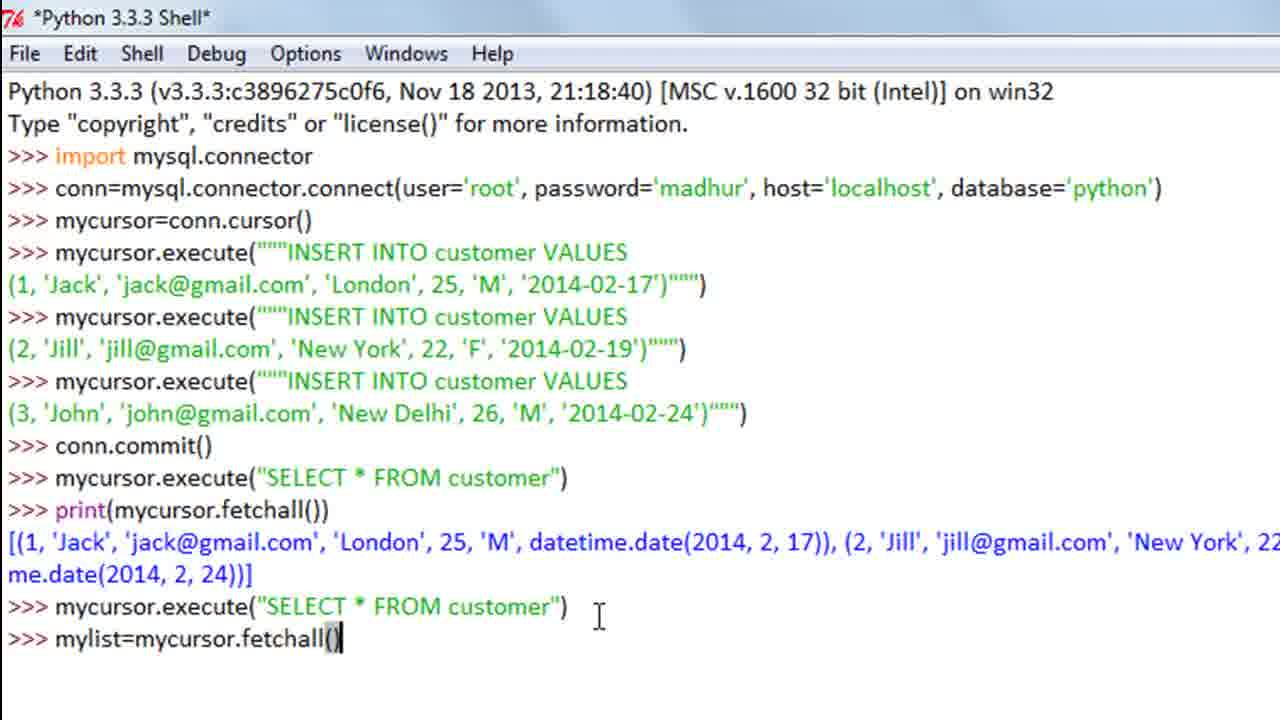 *Python 3.3.3 Shell*
File Edit Shell Debug Options Windows Help
Python 3.3.3 (v3.3.3:c3896275c0f6, Nov 18 2013, 21:18:40) [MSC v.1600 32 bit (Intel)] on win32
Type "copyright", "credits" or "license()" for more information.
>>> import mysql.connector
>>> conn=mysql.connector.connect(user='root', password='madhur', host='localhost', database='python')
>>> mycursor=conn.cursor()
>>> mycursor.execute("""INSERT INTO customer VALUES
(1, 'Jack', 'jack@gmail.com', 'London', 25, 'M', '2014-02-17')""")
>>> mycursor.execute("""INSERT INTO customer VALUES
(2, 'Jill', 'jill@gmail.com', 'New York', 22, 'F', '2014-02-19')""")
>>> mycursor.execute("""INSERT INTO customer VALUES
(3, 'John', 'john@gmail.com', 'New Delhi', 26, 'M', '2014-02-24')""")
>>> conn.commit()
>>> mycursor.execute("SELECT * FROM customer")
>>> print(mycursor.fetchall())
[(1, 'Jack', 'jack@gmail.com', 'London', 25, 'M', datetime.date(2014, 2, 17)), (2, 'Jill', 'jill@gmail.com', 'New York', 22
me.date(2014, 2, 24))]
>>> mycursor.execute("SELECT * FROM customer")
>>> mylist=mycursor.fetchall()